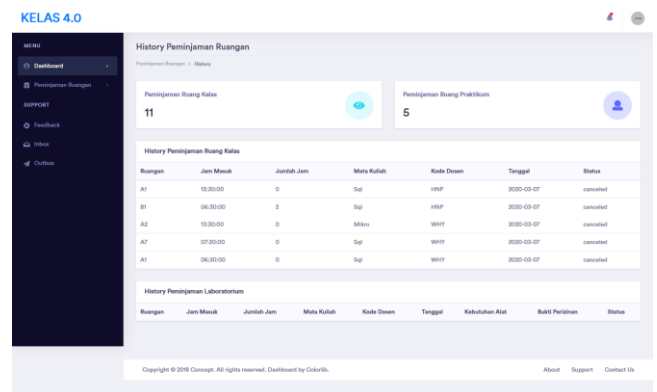 KELAS 4.0
MENU
Dashboard
Peminjaman Ruangan
SUPPORT
Feedback
Inbox
Outbox
History Peminjaman Ruangan
Peminjaman Ruangan
History
Peminjaman Ruang Kelas
11
Peminjaman Ruang Praktikum
5
History Peminjaman Ruang Kelas
Ruangan Jam Masuk Jumlah Jam Mata Kuliah Kode Dosen Tanggal Status
A1 13:30:00 0 Sql HNP 2020-03-07 canceled
B1 06:30:00 2 Sql HNP 2020-03-07 canceled
A2 13:30:00 0 Mikro WHY 2020-03-07 canceled
A7 07:30:00 0 Sql WHY 2020-03-07 canceled
A1 06:30:00 0 Sql WHY 2020-03-07 canceled
History Peminjaman Laboratorium
Ruangan Jam Masuk Jumlah Jam Mata Kuliah Kode Dosen Tanggal Kebutuhan Alat Bukti Perizinan Status
Copyright © 2018 Concept. All rights reserved. Dashboard by Colorlib. About Support Contact Us